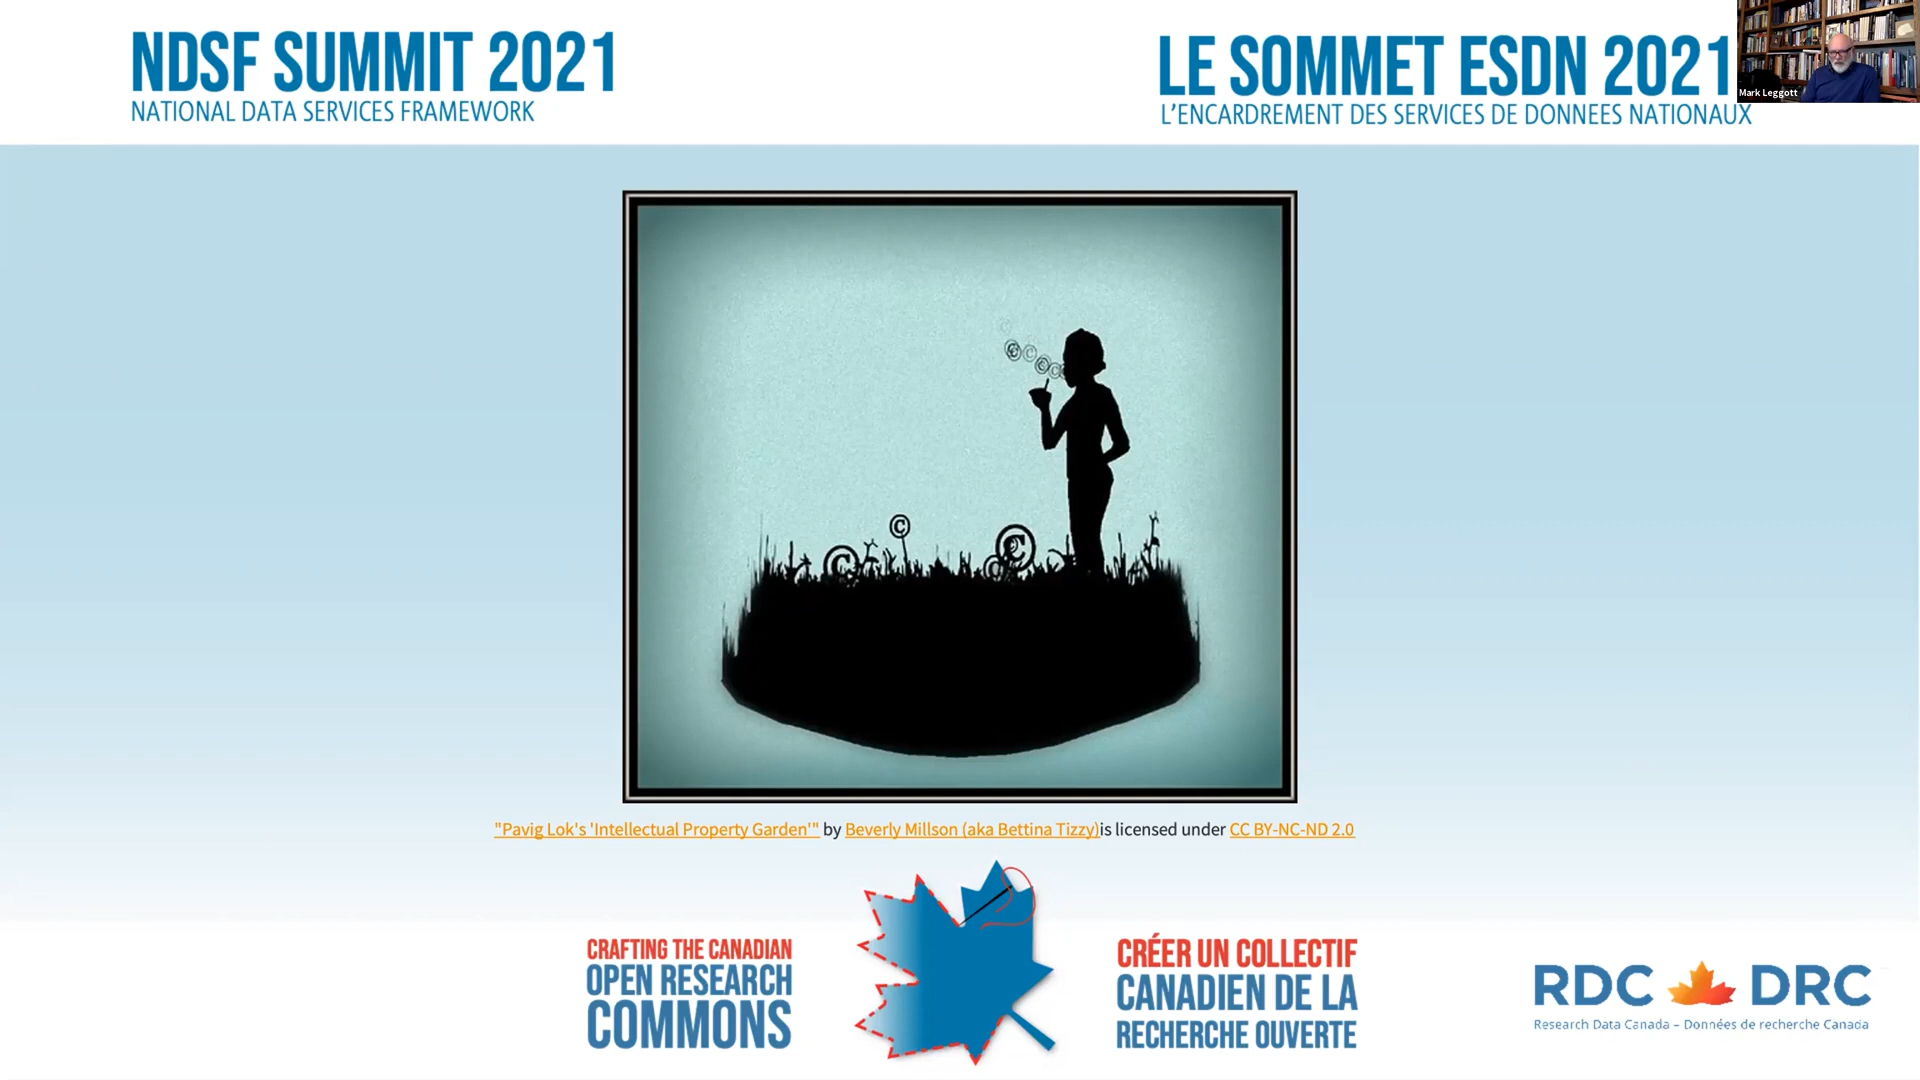 NDSF SUMMIT 2021
NATIONAL DATA SERVICES FRAMEWORK
LE SOMMET ESDN 2021
L'ENCARDREMENT DES SERVICES DE DONNEES NATIONAUX
Mark Leggott
© © © © ©
©
© ©
"Pavig Lok's 'Intellectual Property Garden'" by Beverly Millson (aka Bettina Tizzy)is licensed under CC BY-NC-ND 2.0
CRAFTING THE CANADIAN
OPEN RESEARCH
COMMONS
CRÉER UN COLLECTIF
CANADIEN DE LA
RECHERCHE OUVERTE
RDC DRC
Research Data Canada – Données de recherche Canada